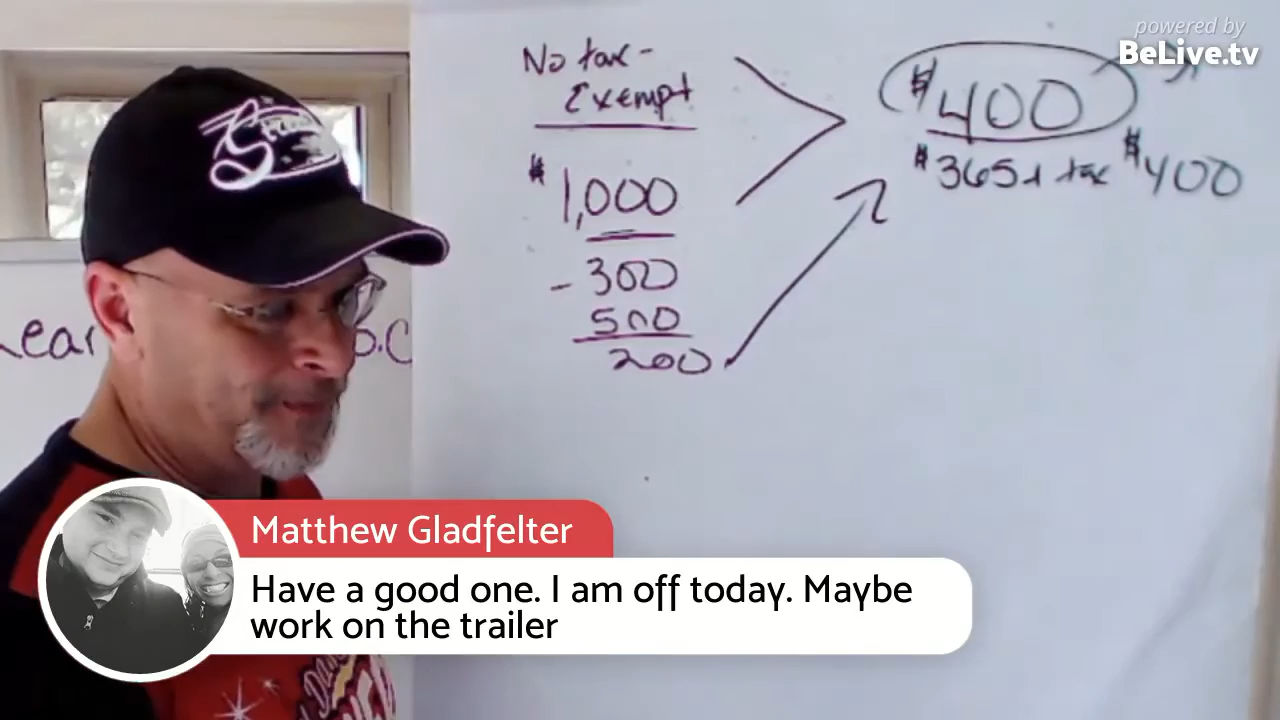 powered by
BeLive.tv
No tax -
Exempt
$1,000
- 300
500
200
$400
$365 + tax $400
Lear
o.c
Matthew Gladfelter
Have a good one. I am off today. Maybe
work on the trailer